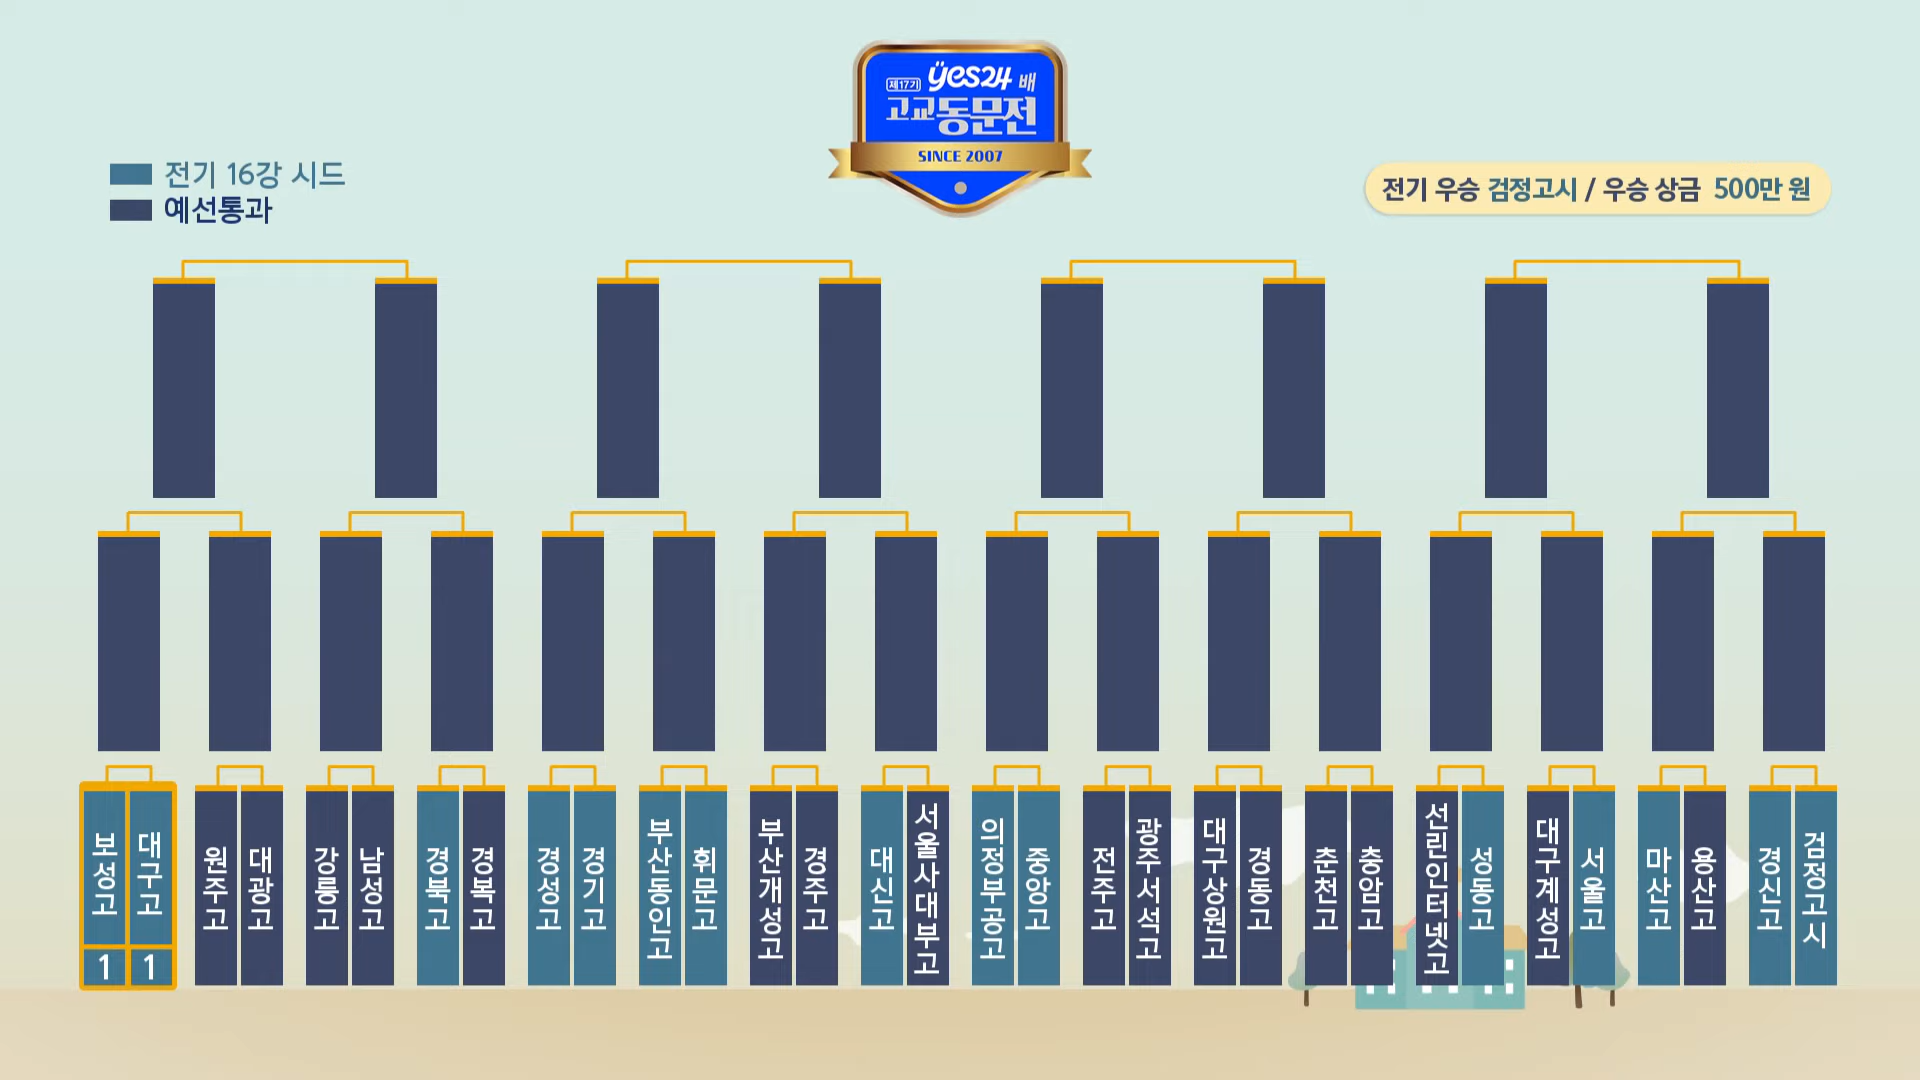 제17기 yes24 배
고교동문전
SINCE 2007
전기 16강 시드
예선통과
전기 우승 검정고시 / 우승 상금 500만 원
보성고
대구고
원주고
대광고
강릉고
남성고
경북고
경복고
경성고
경기고
부산동인고
휘문고
부산개성고
경주고
대신고
서울사대부고
의정부공고
중앙고
전주고
광주서석고
대구상원고
경동고
춘천고
충암고
선린인터넷고
성동고
대구계성고
서울고
마산고
용산고
경신고
검정고시
1
1